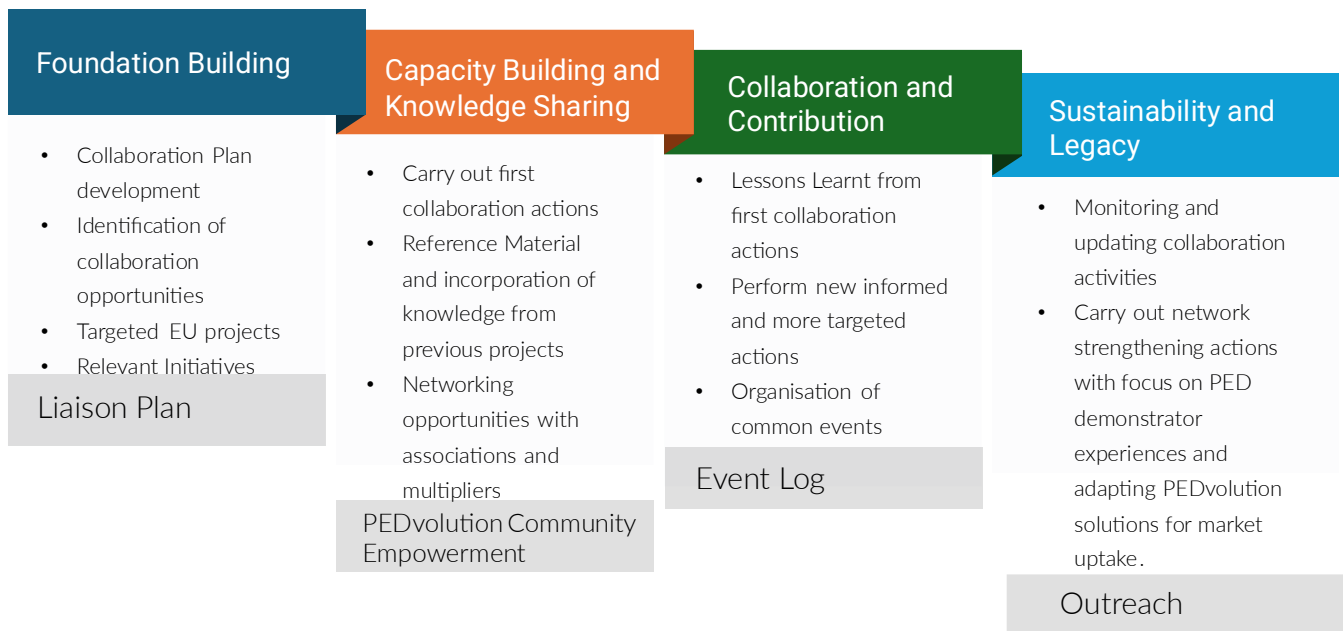 Foundation Building
• Collaboration Plan
development
• Identification of
collaboration
opportunities
• Targeted EU projects
• Relevant Initiatives
Liaison Plan
Capacity Building and
Knowledge Sharing
• Carry out first
collaboration actions
• Reference Material
and incorporation of
knowledge from
previous projects
• Networking
opportunities with
associations and
multipliers
PEDvolution Community
Empowerment
Collaboration and
Contribution
• Lessons Learnt from
first collaboration
actions
• Perform new informed
and more targeted
actions
• Organisation of
common events
Event Log
Sustainability and
Legacy
• Monitoring and
updating collaboration
activities
• Carry out network
strengthening actions
with focus on PED
demonstrator
experiences and
adapting PEDvolution
solutions for market
uptake.
Outreach